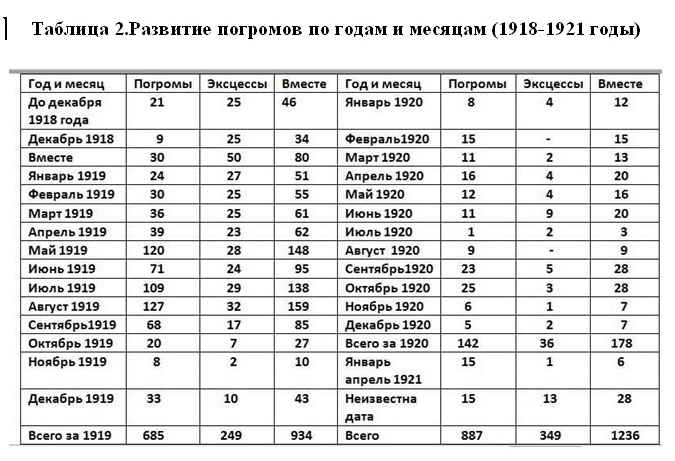 Таблица 2.Развитие погромов по годам и месяцам (1918-1921 годы)
Год и месяц Погромы Эксцессы Вместе Год и месяц Погромы Эксцессы Вместе
До декабря 21 25 46 Январь 1920 8 4 12
1918 года
Декабрь 1918 9 25 34 Февраль1920 15 - 15
Вместе 30 50 80 Март 1920 11 2 13
Январь 1919 24 27 51 Апрель 1920 16 4 20
Февраль 1919 30 25 55 Май 1920 12 4 16
Март 1919 36 25 61 Июнь 1920 11 9 20
Апрель 1919 39 23 62 Июль 1920 1 2 3
Май 1919 120 28 148 Август 1920 9 - 9
Июнь 1919 71 24 95 Сентябрь1920 23 5 28
Июль 1919 109 29 138 Октябрь 1920 25 3 28
Август 1919 127 32 159 Ноябрь 1920 6 1 7
Сентябрь1919 68 17 85 Декабрь 1920 5 2 7
Октябрь 1919 20 7 27 Всего за 1920 142 36 178
Ноябрь 1919 8 2 10 Январь 15 1 6
апрель 1921
Декабрь 1919 33 10 43 Неизвестна 15 13 28
дата
Всего за 1919 685 249 934 Всего 887 349 1236